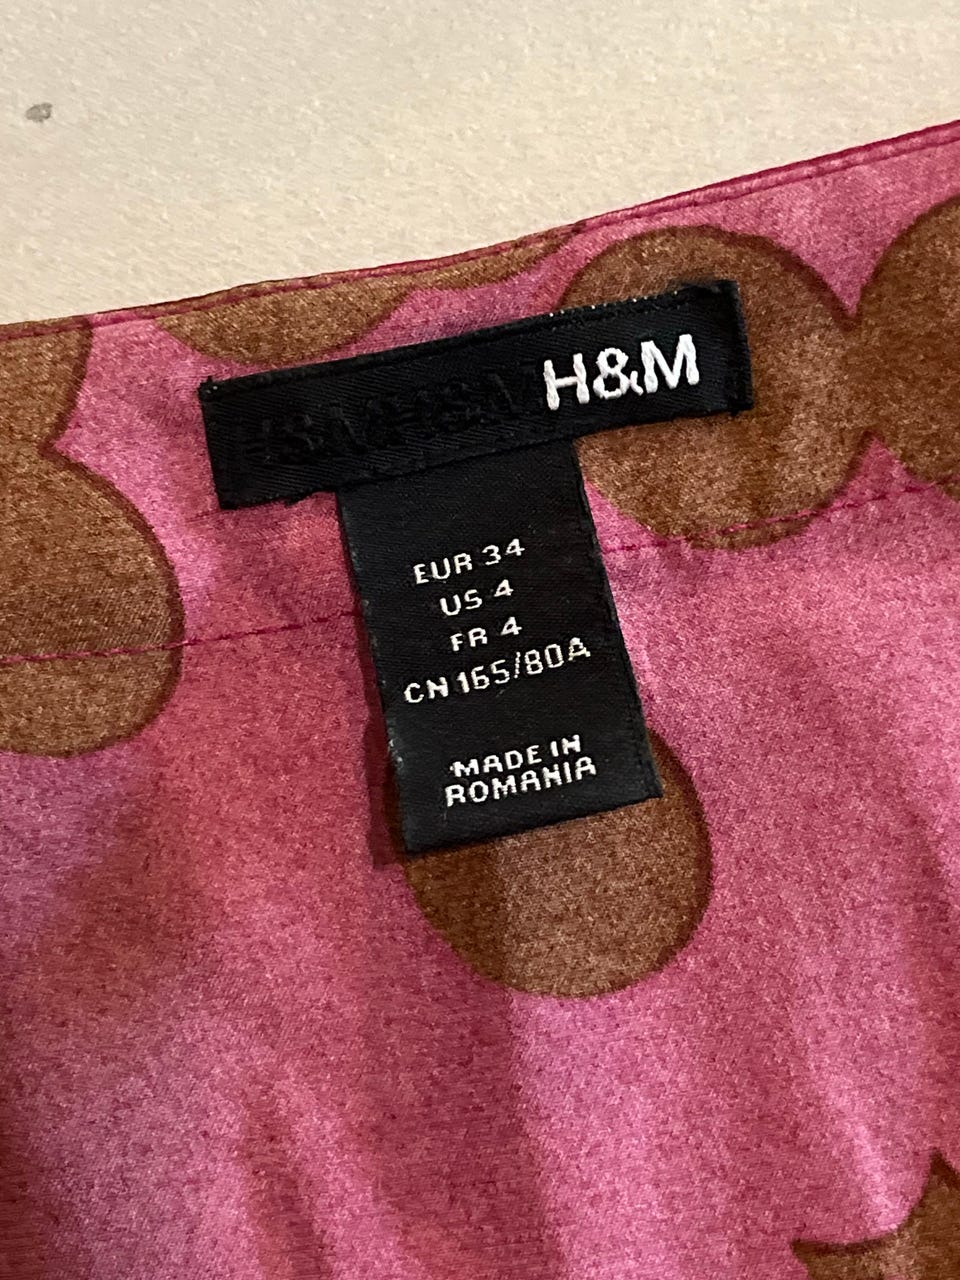 H&M
EUR 34
US 4
FR 4
CN 165/80A
MADE IN
ROMANIA